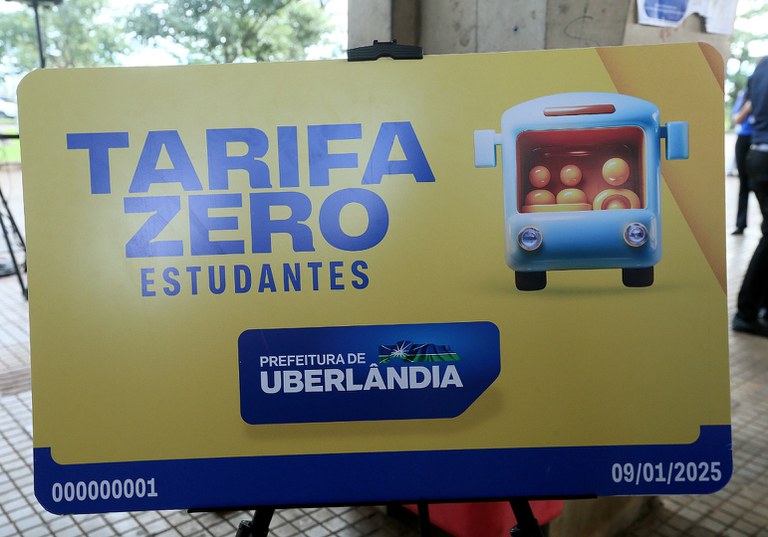 TARIFA
ZERO
ESTUDANTES
PREFEITURA DE
UBERLÂNDIA
000000001
09/01/2025